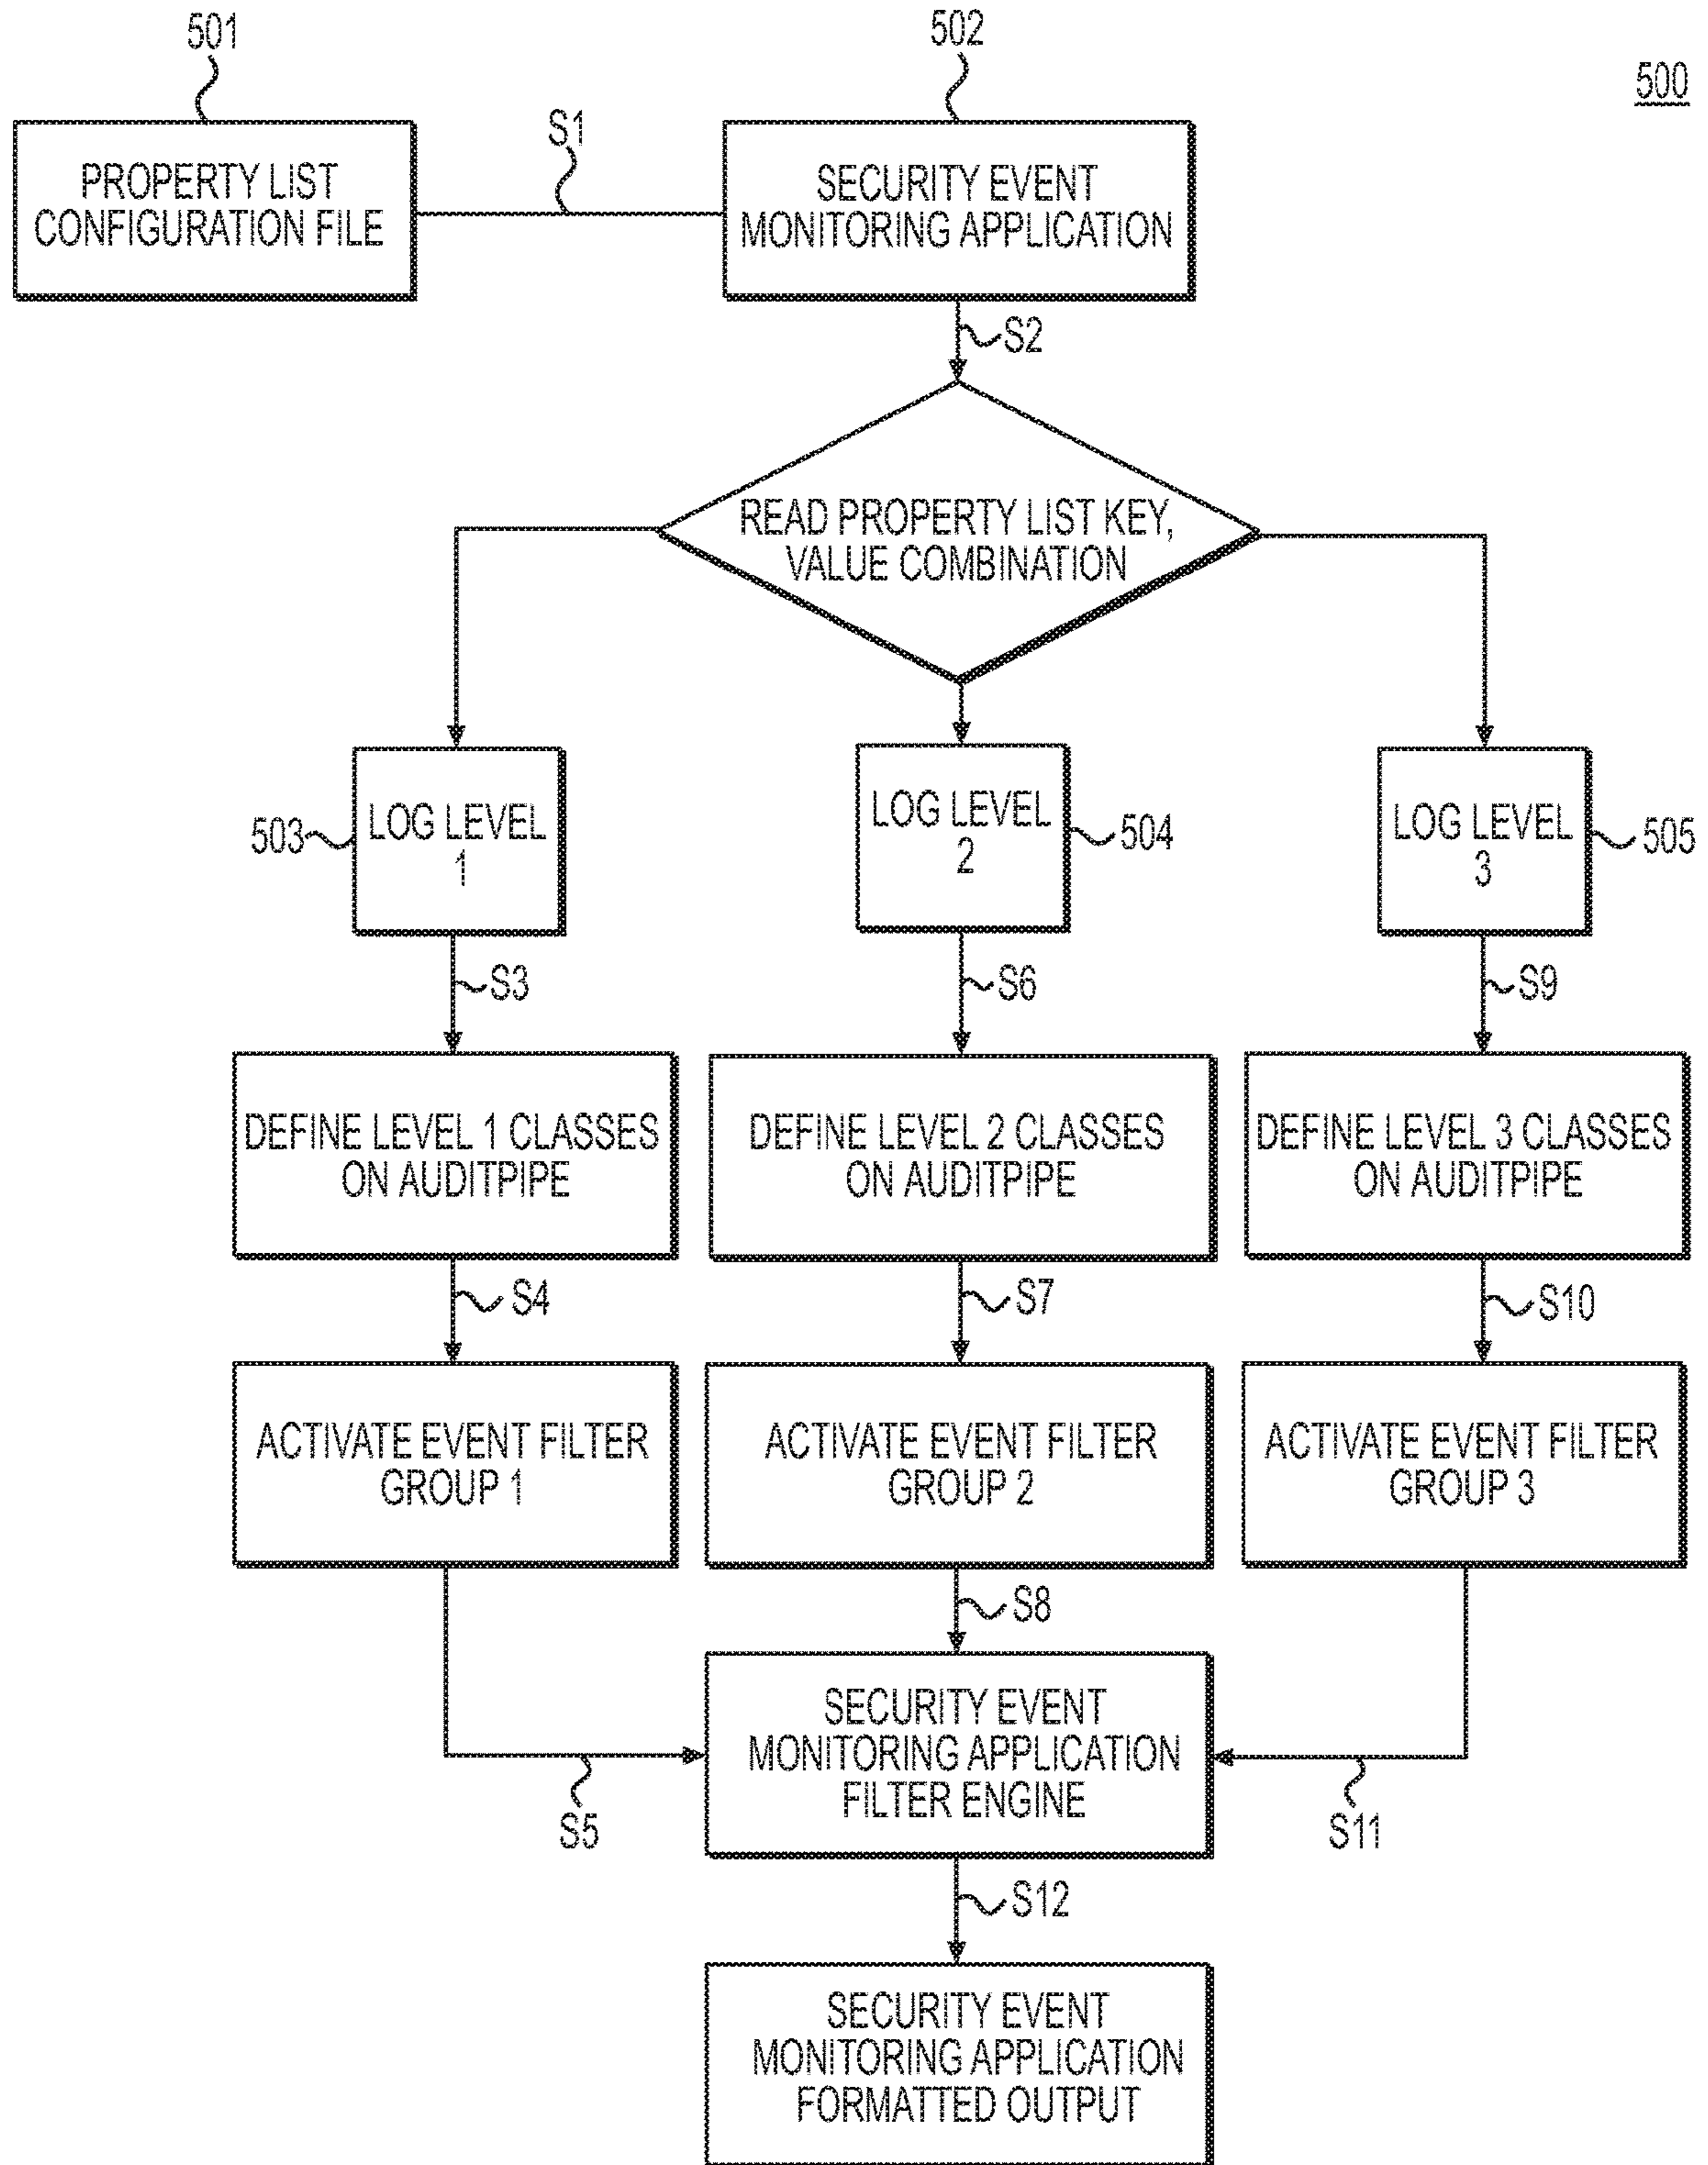 501
502
500
PROPERTY LIST
CONFIGURATION FILE
S1
SECURITY EVENT
MONITORING APPLICATION
S2
READ PROPERTY LIST KEY,
VALUE COMBINATION
503
LOG LEVEL
1
LOG LEVEL
2
504
LOG LEVEL
3
505
S3
S6
S9
DEFINE LEVEL 1 CLASSES
ON AUDITPIPE
DEFINE LEVEL 2 CLASSES
ON AUDITPIPE
DEFINE LEVEL 3 CLASSES
ON AUDITPIPE
S4
S7
S10
ACTIVATE EVENT FILTER
GROUP 1
ACTIVATE EVENT FILTER
GROUP 2
ACTIVATE EVENT FILTER
GROUP 3
S8
SECURITY EVENT
MONITORING APPLICATION
FILTER ENGINE
S5
S11
S12
SECURITY EVENT
MONITORING APPLICATION
FORMATTED OUTPUT